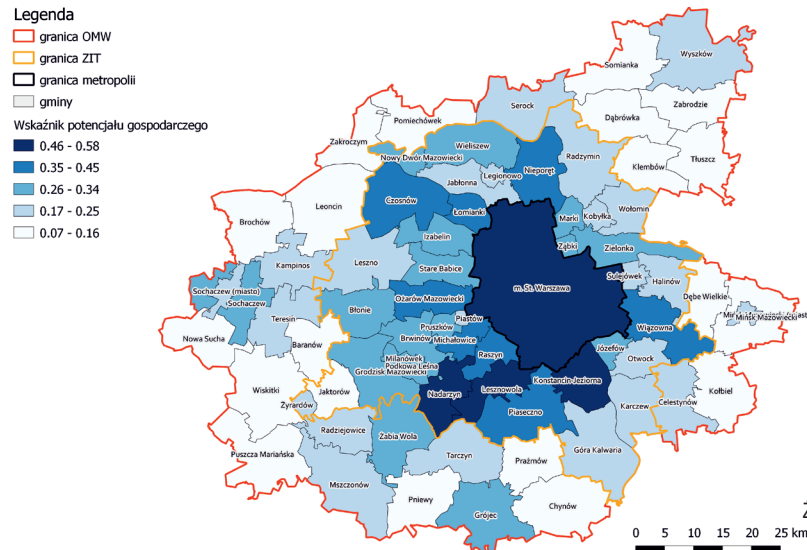 Legenda
granica OMW
granica ZIT
granica metropolii
gminy
Wskaźnik potencjału gospodarczego
0.46 - 0.58
0.35 - 0.45
0.26 - 0.34
0.17 - 0.25
0.07 - 0.16
Wyszków
Somianka
Serock
Zabrodzie
Dąbrówka
Pomiechówek
Zakroczym
Wieliszew
Nowy Dwór Mazowiecki
Radzymin
Tłuszcz
Klembów
Nieporęt
Legionowo
Jabłonna
Czosnów
Leoncin
Łomianki
Wołomin
Kobyłka
Marki
Brochów
Izabelin
Ząbki
Zielonka
Leszno
Kampinos
Stare Babice
Sulejówek
Halinów
m. St. Warszawa
Sochaczew (miasto)
Sochaczew
Dębe Wielkie
Ożarów Mazowiecki
Błonie
Mińsk Mazowiecki
Teresin
Piastów
Pruszków
Wiązowna
Nowa Sucha
Baranów
Brwinów
Michałowice
Józefów
Raszyn
Otwock
Milanówek
Podkowa Leśna
Grodzisk Mazowiecki
Konstancin-Jeziorna
Wiskitki
Jaktorów
Nadarzyn
Lesznowola
Kołbiel
Żyrardów
Celestynów
Karczew
Piaseczno
Radziejowice
Żabia Wola
Góra Kalwaria
Puszcza Mariańska
Tarczyn
Prażmów
Mszczonów
Pniewy
Chynów
Grójec
0 5 10 15 20 25 km